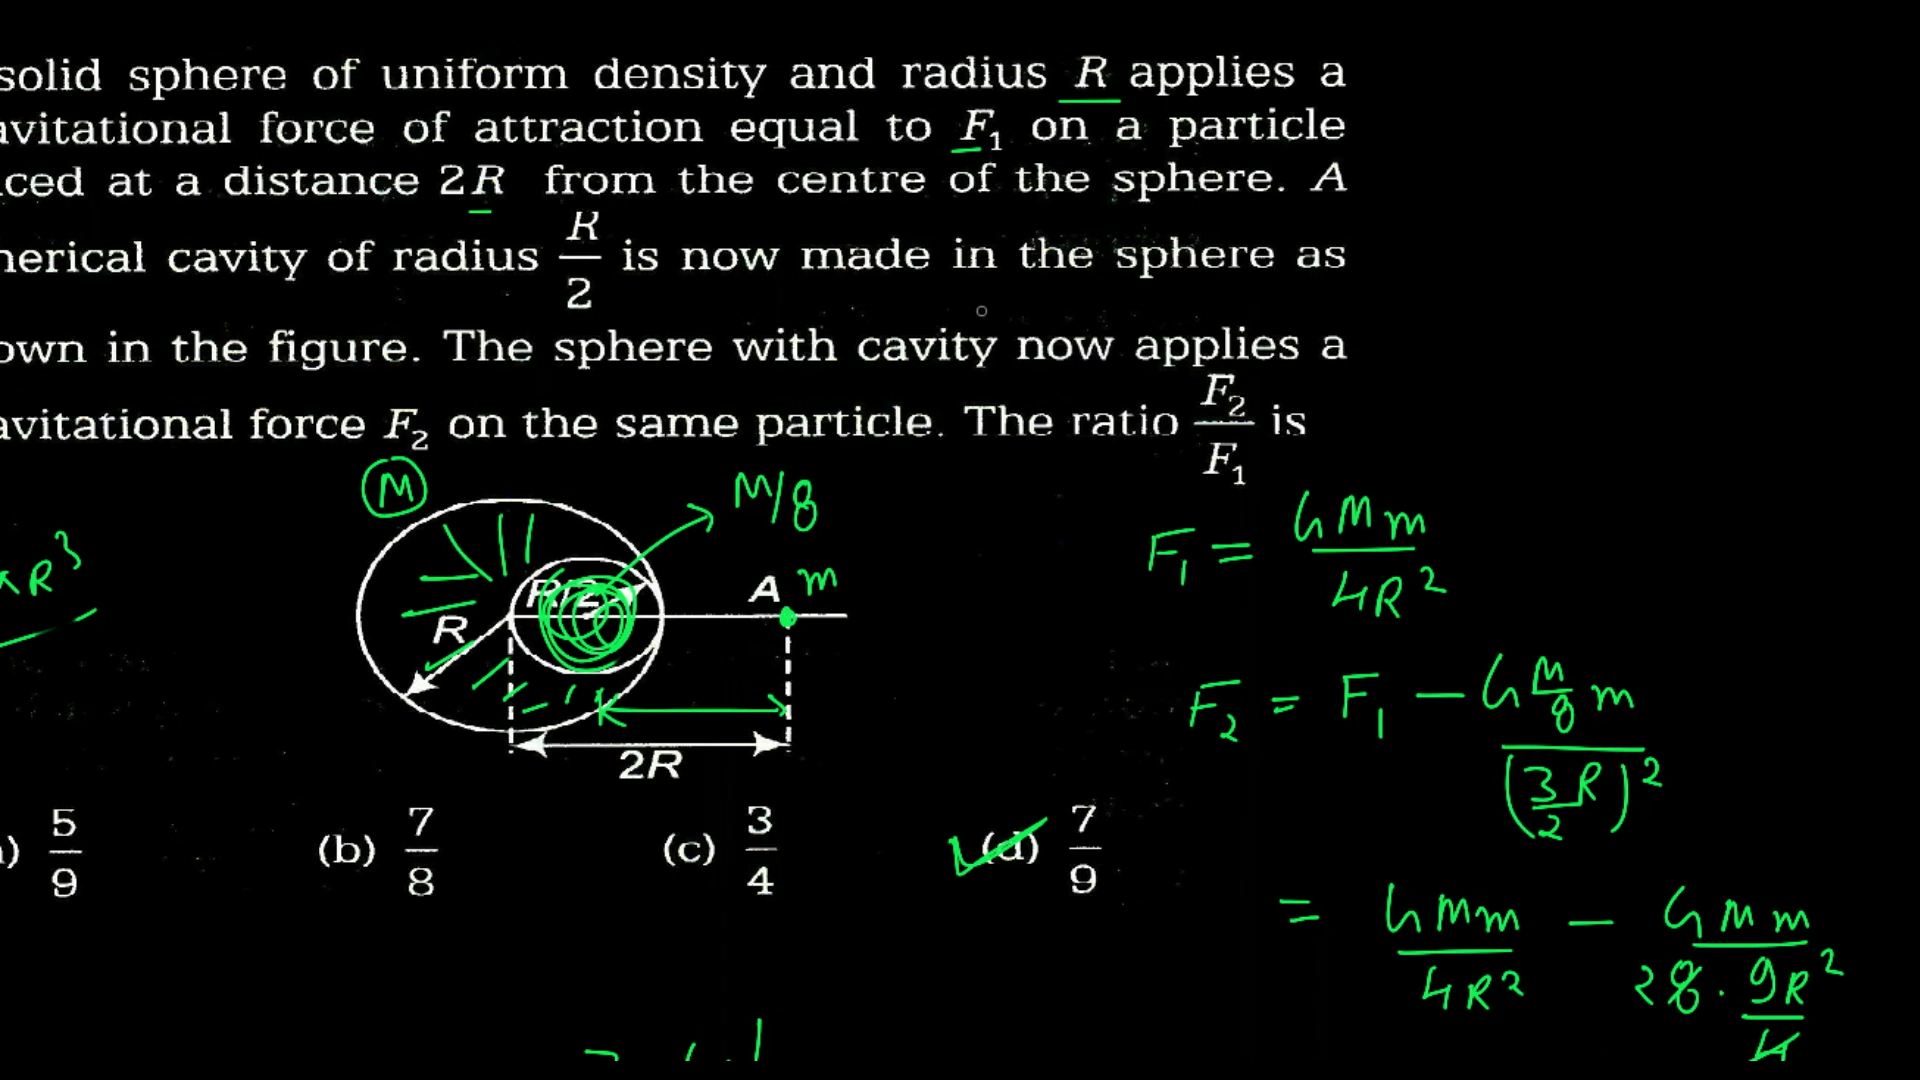 solid sphere of uniform density and radius R applies a
avitational force of attraction equal to F₁ on a particle
ced at a distance 2R from the centre of the sphere. A
herical cavity of radius R/2 is now made in the sphere as
own in the figure. The sphere with cavity now applies a
avitational force F₂ on the same particle. The ratio F₂/F₁ is
M
M/8
R/2
A m
R
2R
R³
F₁ = GMm/4R²
F₂ = F₁ − G M/8 m/(3/2 R)²
= GMm/4R² − GMm/28·9R²/4
) 5/9
(b) 7/8
(c) 3/4
(d) 7/9